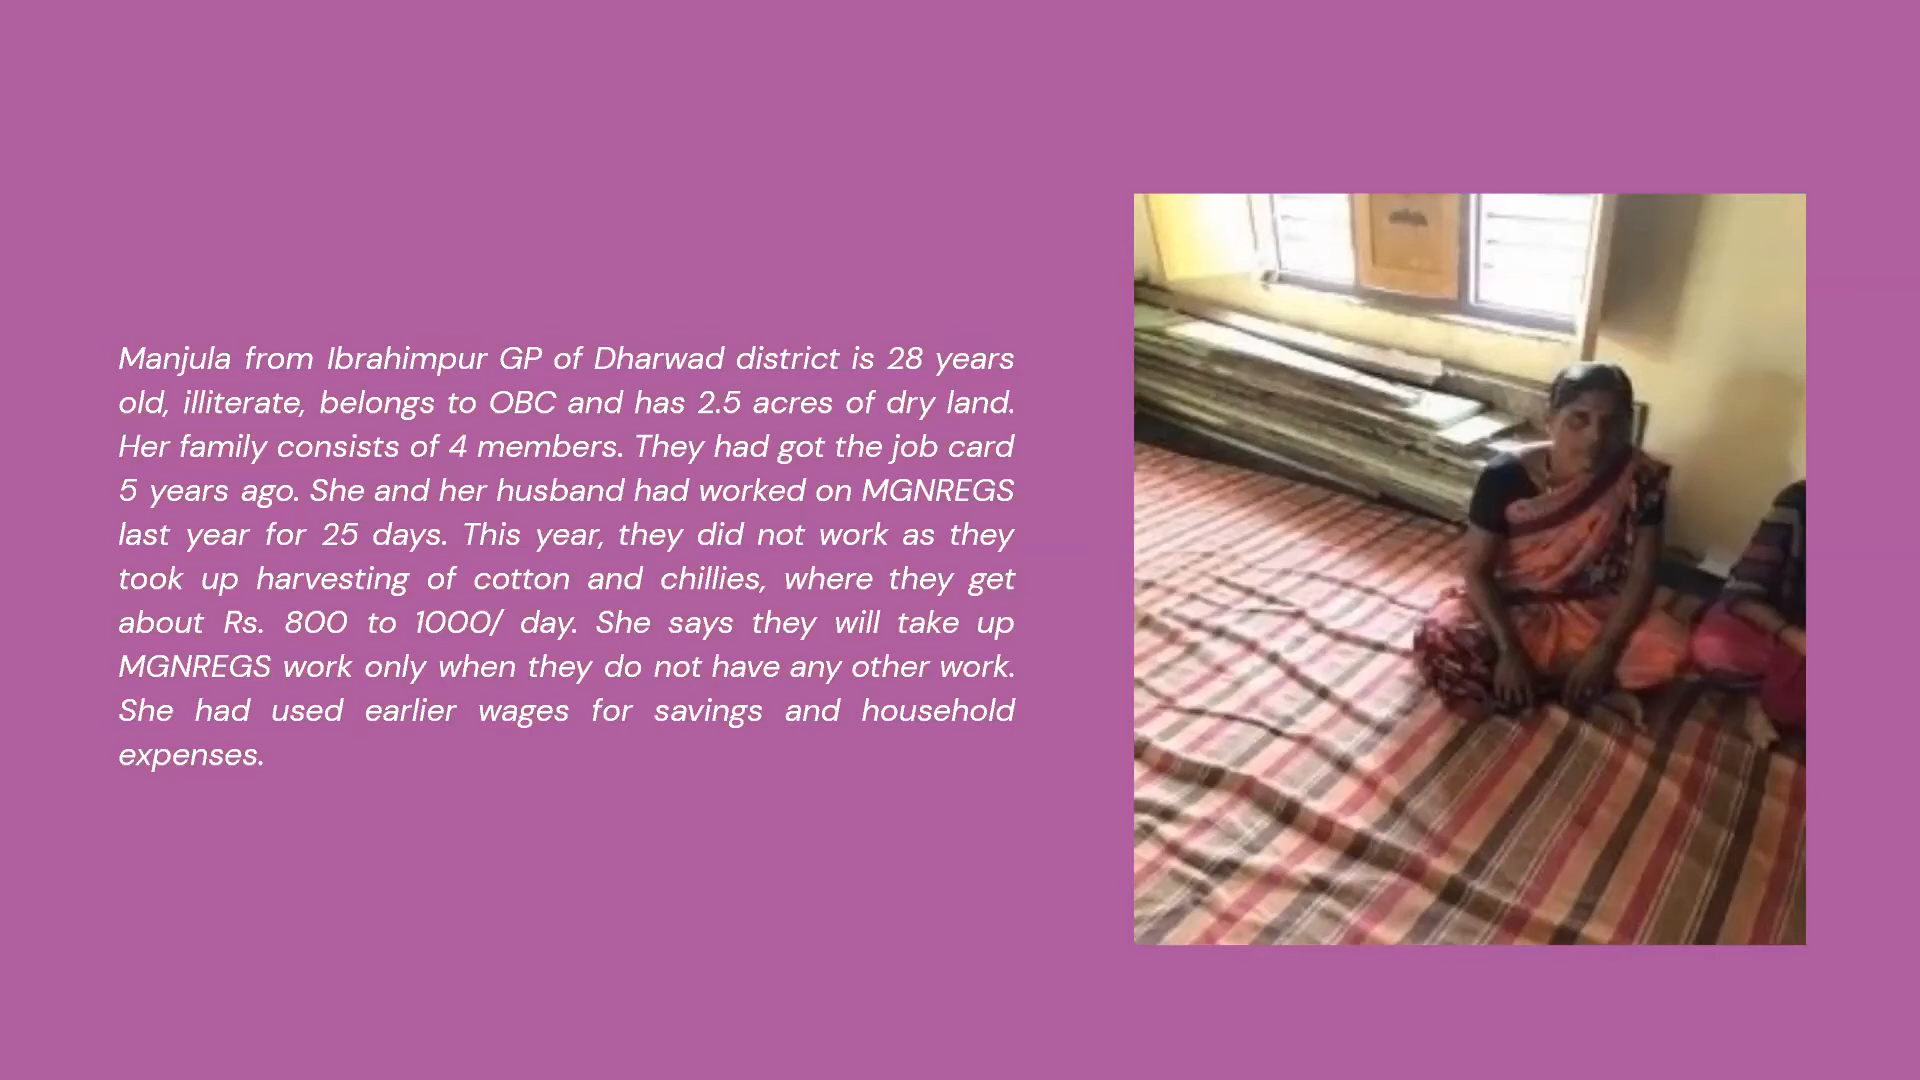 Manjula from Ibrahimpur GP of Dharwad district is 28 years
old, illiterate, belongs to OBC and has 2.5 acres of dry land.
Her family consists of 4 members. They had got the job card
5 years ago. She and her husband had worked on MGNREGS
last year for 25 days. This year, they did not work as they
took up harvesting of cotton and chillies, where they get
about Rs. 800 to 1000/ day. She says they will take up
MGNREGS work only when they do not have any other work.
She had used earlier wages for savings and household
expenses.